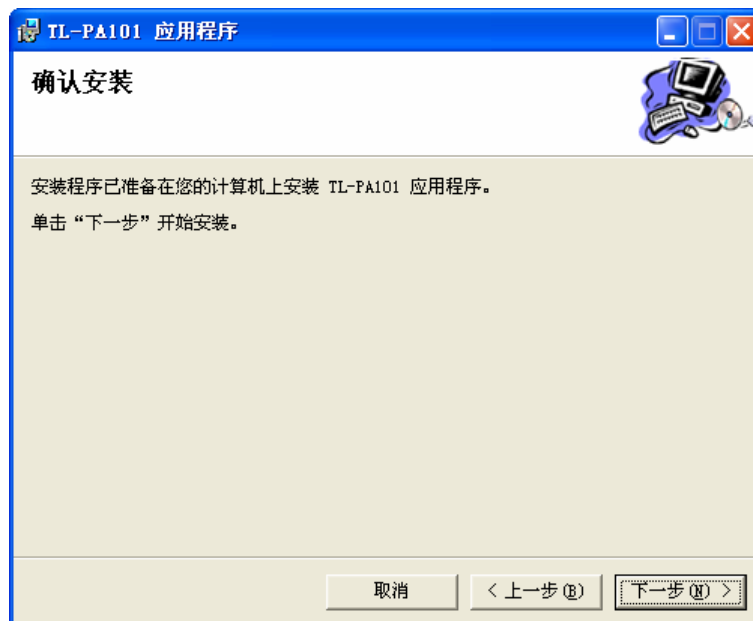 TL-PA101 应用程序
确认安装
安装程序已准备在您的计算机上安装 TL-PA101 应用程序。
单击“下一步”开始安装。
取消
< 上一步(B)
下一步(N) >